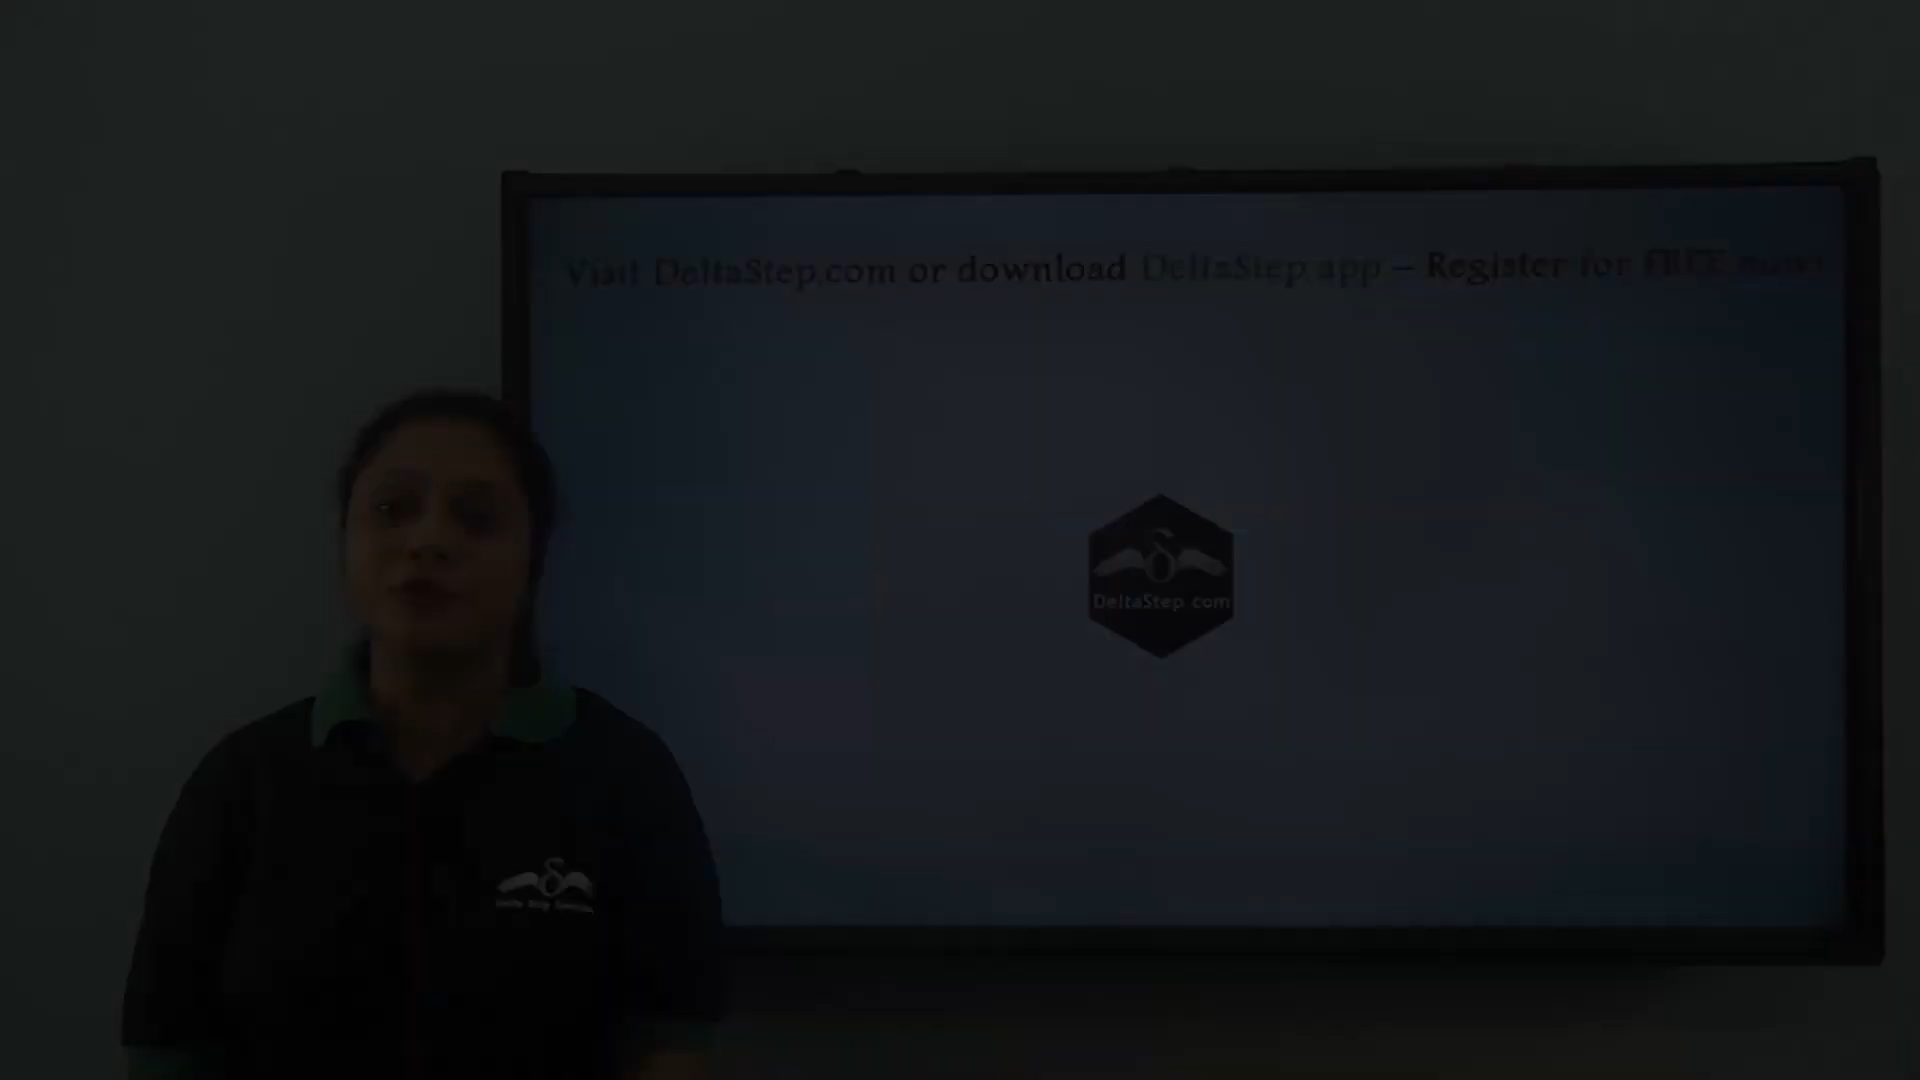 Visit DeltaStep.com or download DeltaStep app – Register for FREE now!
δ
DeltaStep.com